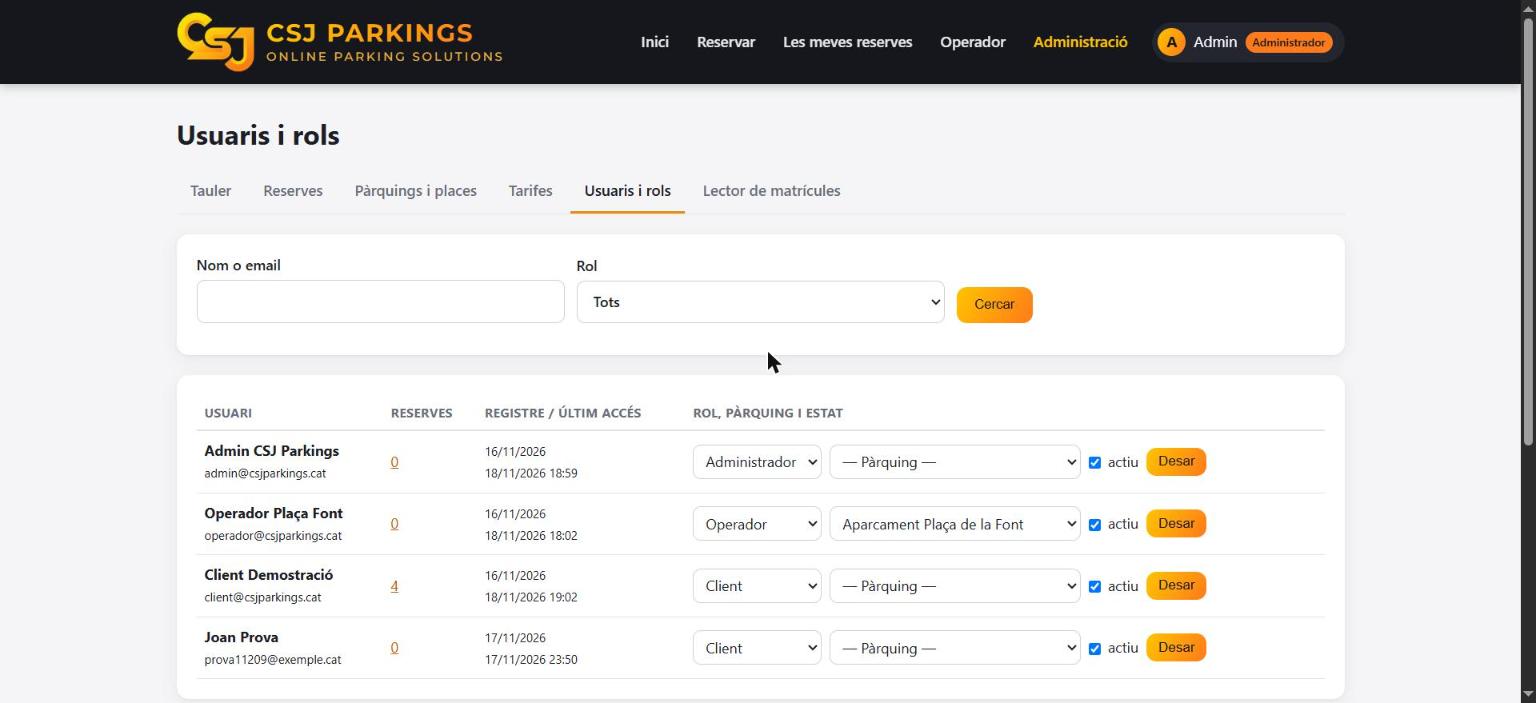 CSJ CSJ PARKINGS
ONLINE PARKING SOLUTIONS
Inici Reservar Les meves reserves Operador Administració A Admin Administrador
Usuaris i rols
Tauler Reserves Pàrquings i places Tarifes Usuaris i rols Lector de matrícules
Nom o email Rol
Tots Cercar
USUARI RESERVES REGISTRE / ÚLTIM ACCÉS ROL, PÀRQUING I ESTAT
Admin CSJ Parkings 16/11/2026
0 Administrador — Pàrquing — actiu Desar
admin@csjparkings.cat 18/11/2026 18:59
Operador Plaça Font 16/11/2026
0 Operador Aparcament Plaça de la Font actiu Desar
operador@csjparkings.cat 18/11/2026 18:02
Client Demostració 16/11/2026
4 Client — Pàrquing — actiu Desar
client@csjparkings.cat 18/11/2026 19:02
Joan Prova 17/11/2026
0 Client — Pàrquing — actiu Desar
prova11209@exemple.cat 17/11/2026 23:50